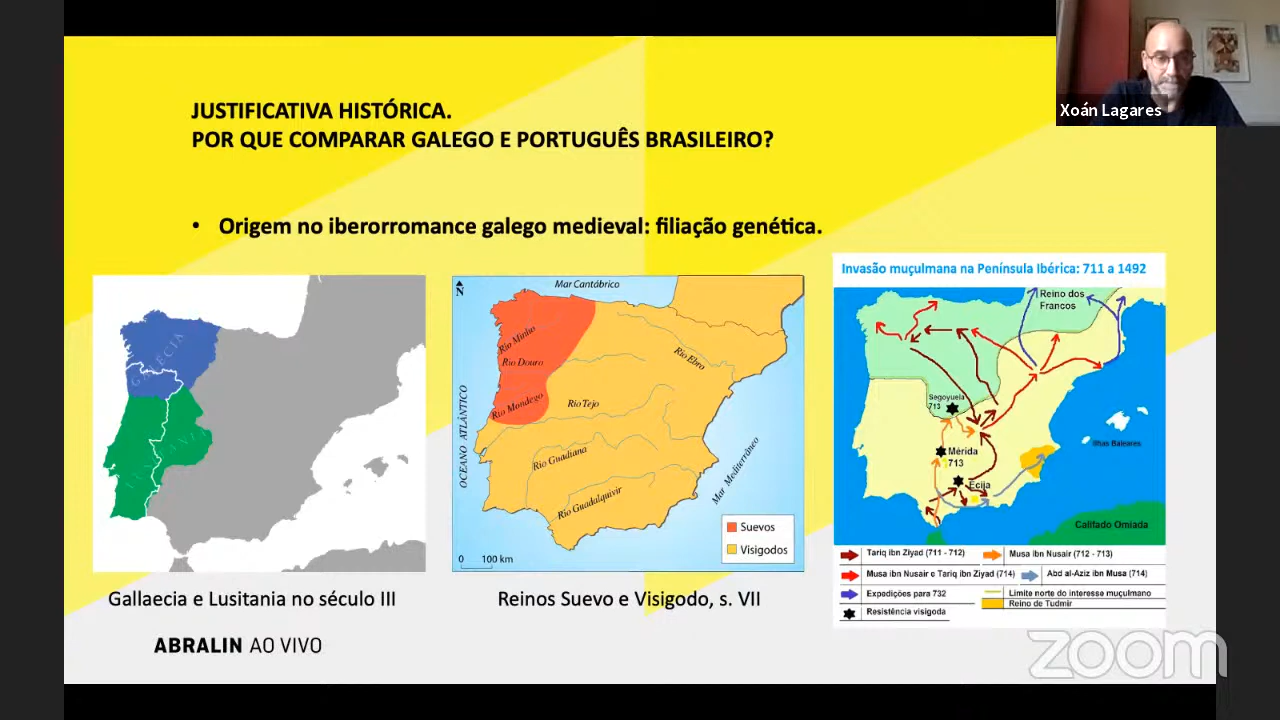 Xoán Lagares
JUSTIFICATIVA HISTÓRICA.
POR QUE COMPARAR GALEGO E PORTUGUÊS BRASILEIRO?
• Origem no iberorromance galego medieval: filiação genética.
GALLAECIA
N
Mar Cantábrico
Rio Minho
Rio Douro
Rio Ebro
Rio Mondego
Rio Tejo
OCEANO ATLÂNTICO
Rio Guadiana
Mar Mediterrâneo
Rio Guadalquivir
Suevos
Visigodos
0 100 km
Invasão muçulmana na Península Ibérica: 711 a 1492
Reino dos
Francos
Segoyuela
713
Ilhas Baleares
Mérida
713
Écija
Califado Omíada
Tariq ibn Ziyad (711 - 712)
Musa ibn Nusair (712 - 713)
Musa ibn Nusair e Tariq ibn Ziyad (714)
Abd al-Aziz ibn Musa (714)
Expedições para 732
Limite norte do interesse muçulmano
Reino de Tudmir
Resistência visigoda
Gallaecia e Lusitania no século III
Reinos Suevo e Visigodo, s. VII
ABRALIN AO VIVO
zoom